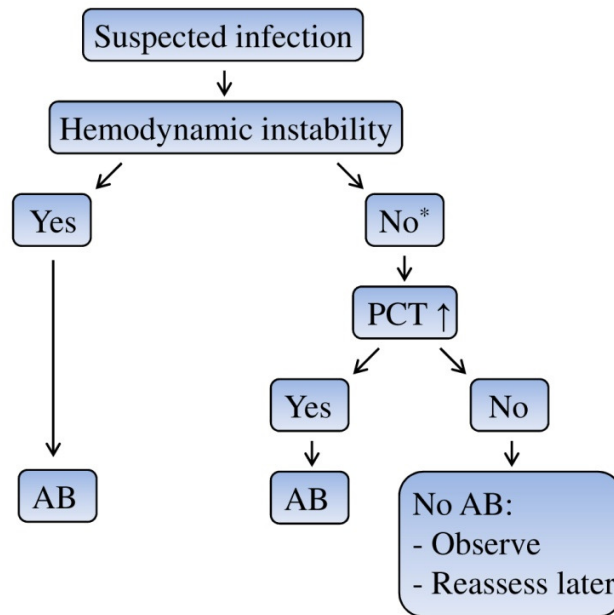 Suspected infection
Hemodynamic instability
Yes
No*
PCT ↑
Yes
No
AB
AB
No AB:
- Observe
- Reassess later